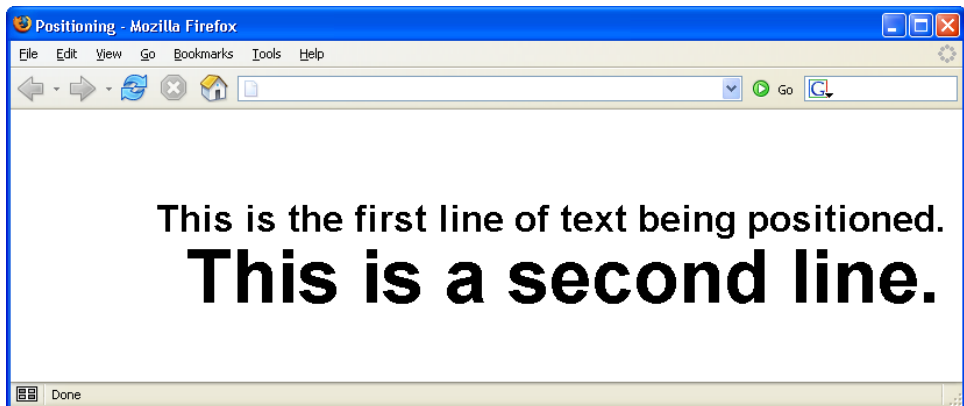 Positioning - Mozilla Firefox
File Edit View Go Bookmarks Tools Help
Go G
This is the first line of text being positioned.
This is a second line.
Done